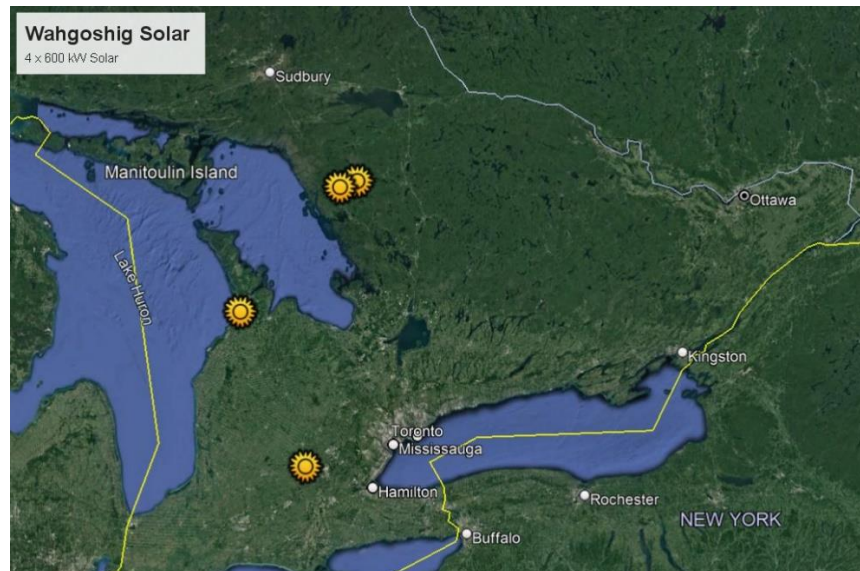 Wahgoshig Solar
4 x 600 kW Solar
Sudbury
Manitoulin Island
Ottawa
Lake Huron
Kingston
Toronto
Mississauga
Hamilton
Rochester
NEW YORK
Buffalo